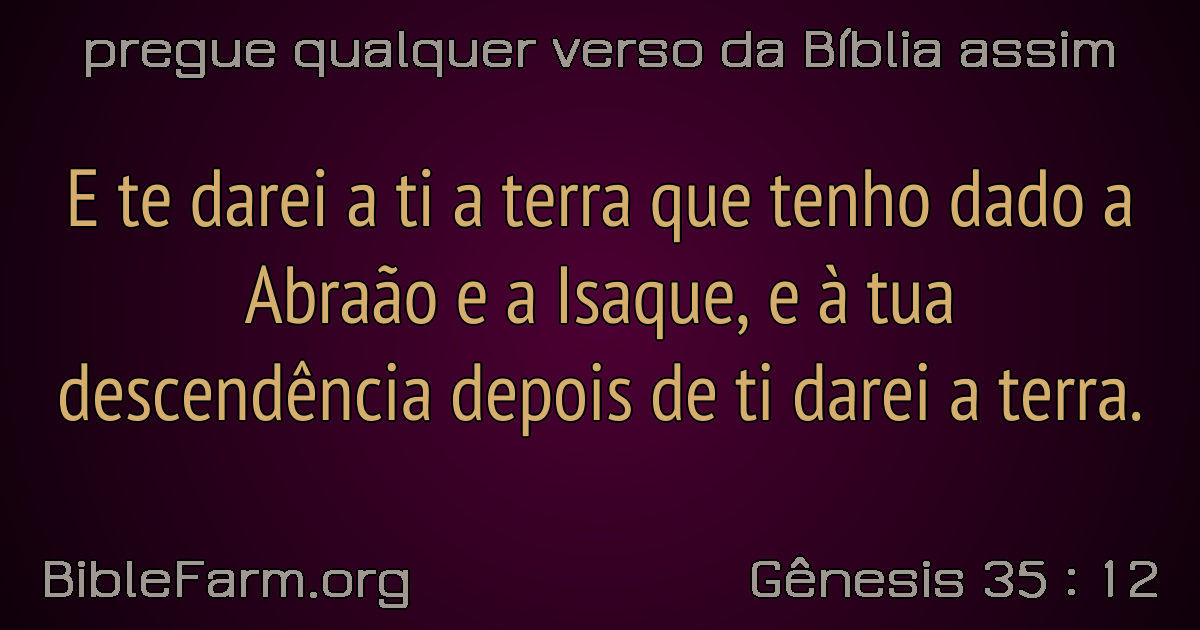 pregue qualquer verso da Bíblia assim
E te darei a ti a terra que tenho dado a
Abraão e a Isaque, e à tua
descendência depois de ti darei a terra.
BibleFarm.org
Gênesis 35 : 12